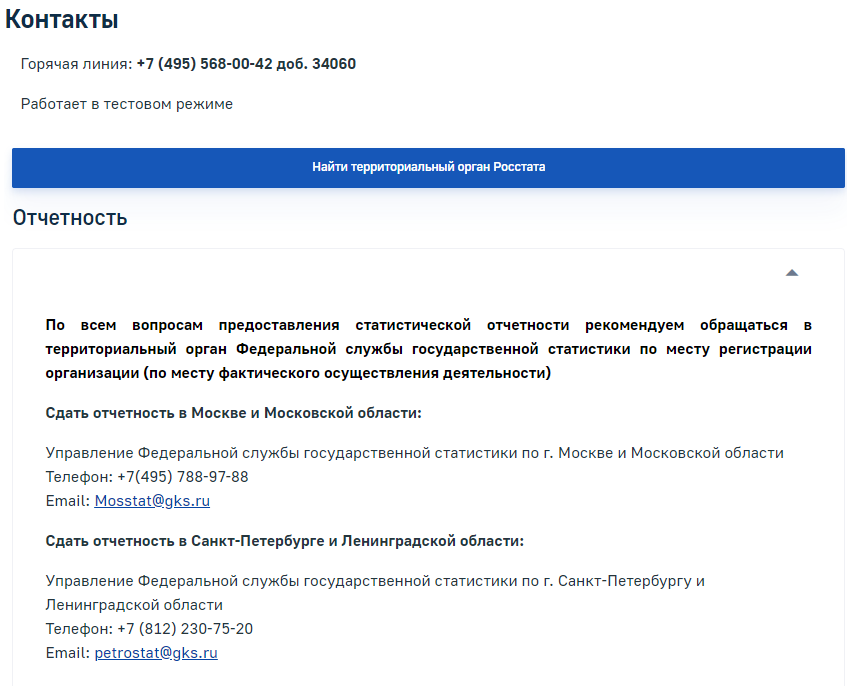 Контакты
Горячая линия: +7 (495) 568-00-42 доб. 34060
Работает в тестовом режиме
Найти территориальный орган Росстата
Отчетность
По всем вопросам предоставления статистической отчетности рекомендуем обращаться в
территориальный орган Федеральной службы государственной статистики по месту регистрации
организации (по месту фактического осуществления деятельности)
Сдать отчетность в Москве и Московской области:
Управление Федеральной службы государственной статистики по г. Москве и Московской области
Телефон: +7(495) 788-97-88
Email: Mosstat@gks.ru
Сдать отчетность в Санкт-Петербурге и Ленинградской области:
Управление Федеральной службы государственной статистики по г. Санкт-Петербургу и
Ленинградской области
Телефон: +7 (812) 230-75-20
Email: petrostat@gks.ru